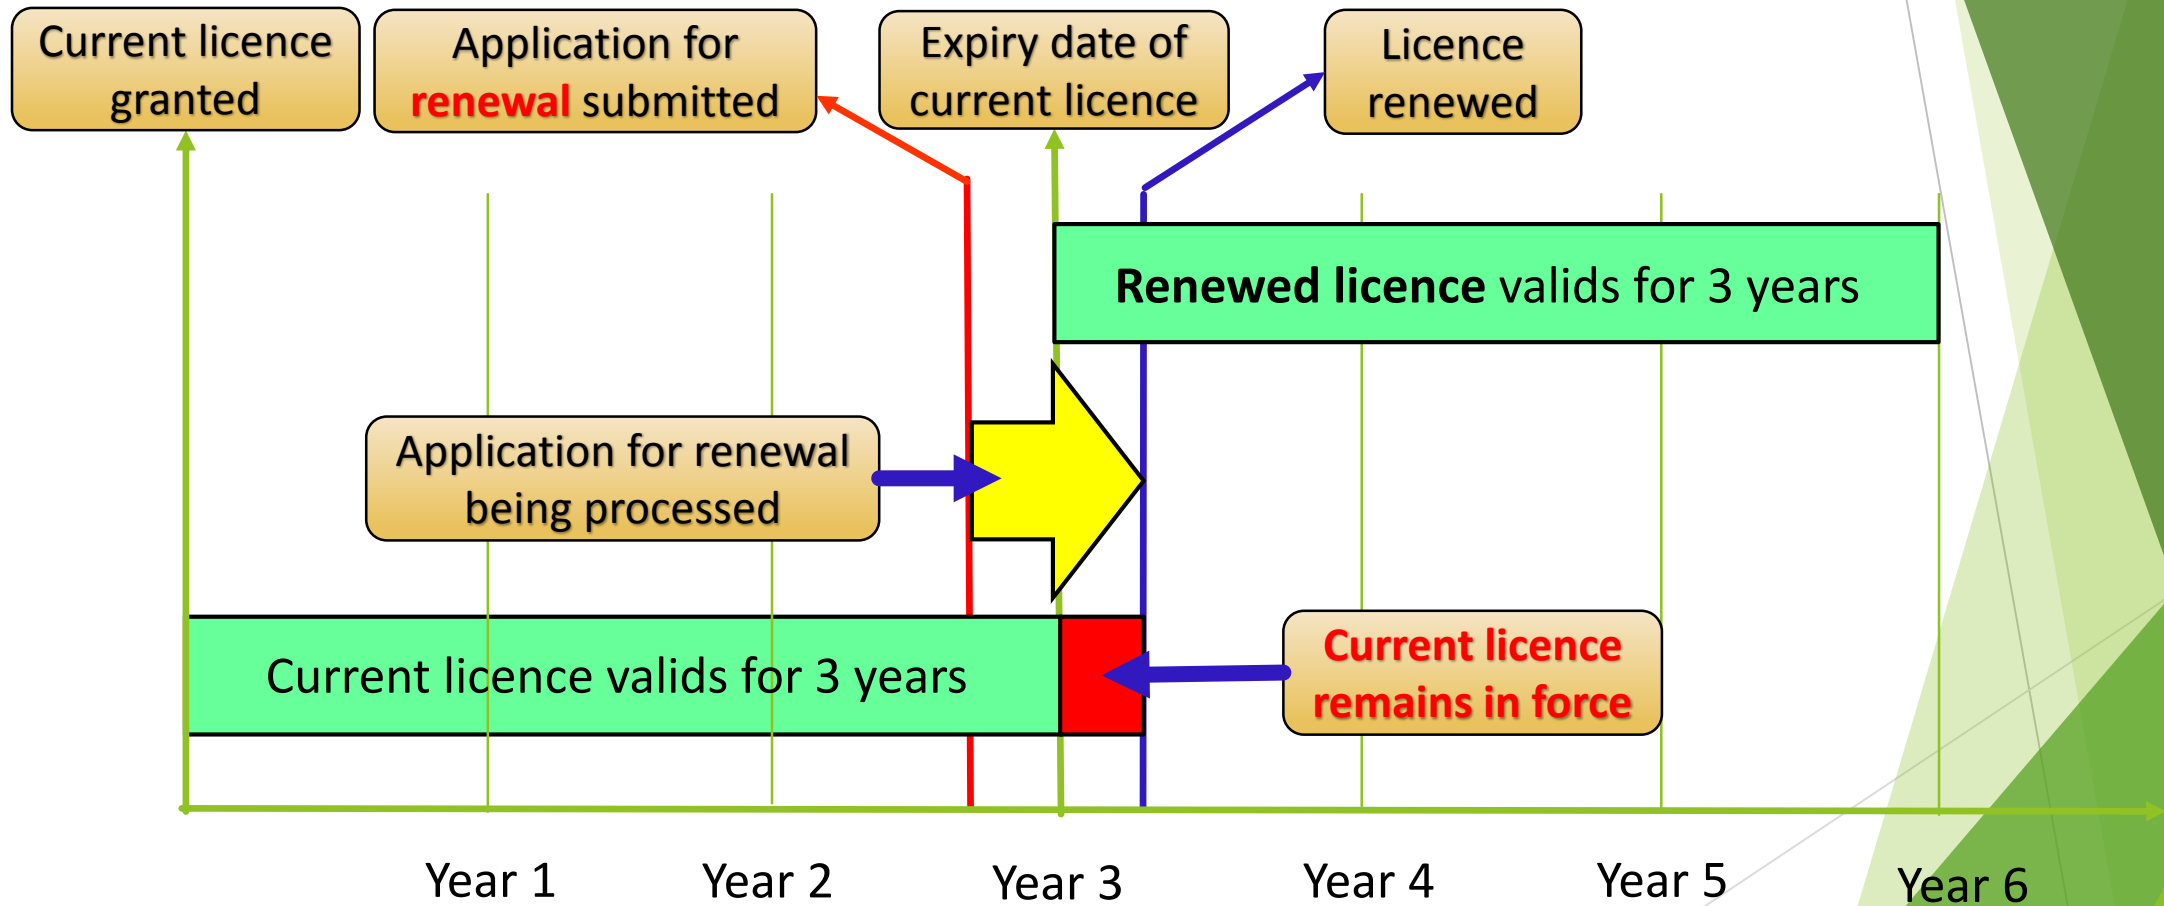 Current licence
granted
Application for
renewal submitted
Expiry date of
current licence
Licence
renewed
Renewed licence valids for 3 years
Application for renewal
being processed
Current licence valids for 3 years
Current licence
remains in force
Year 1
Year 2
Year 3
Year 4
Year 5
Year 6